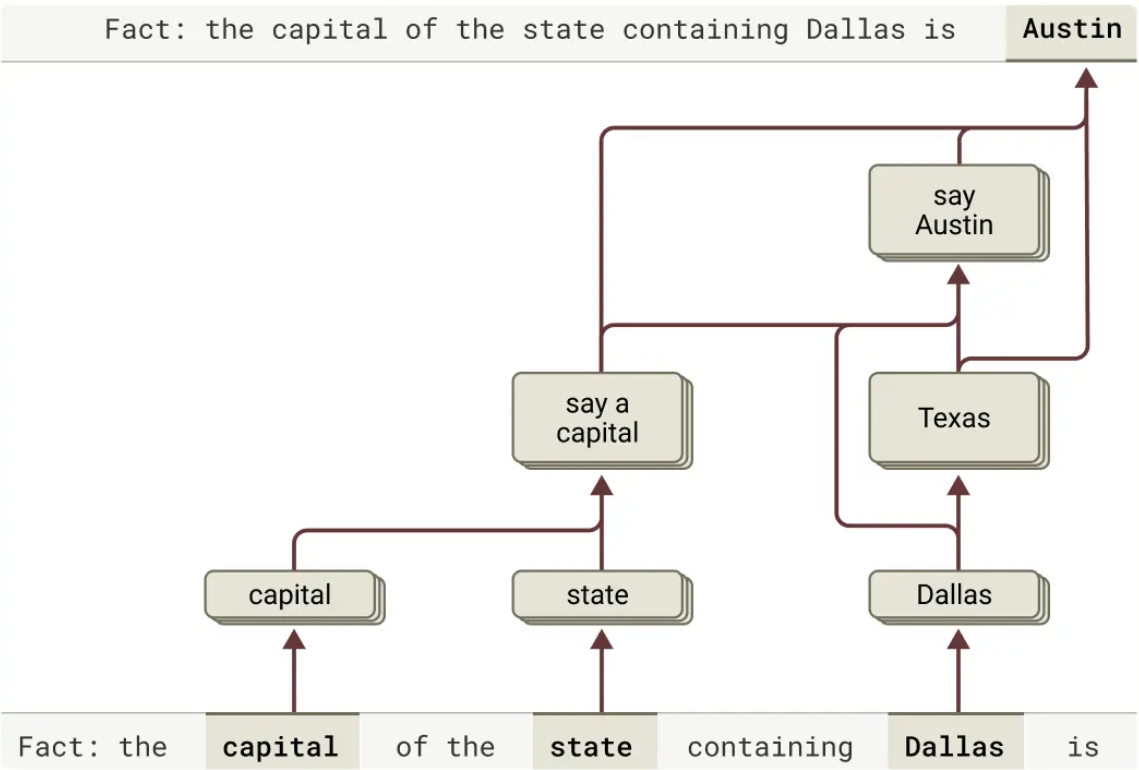 Fact: the capital of the state containing Dallas is Austin
say
Austin
say a
capital
Texas
capital
state
Dallas
Fact: the capital of the state containing Dallas is